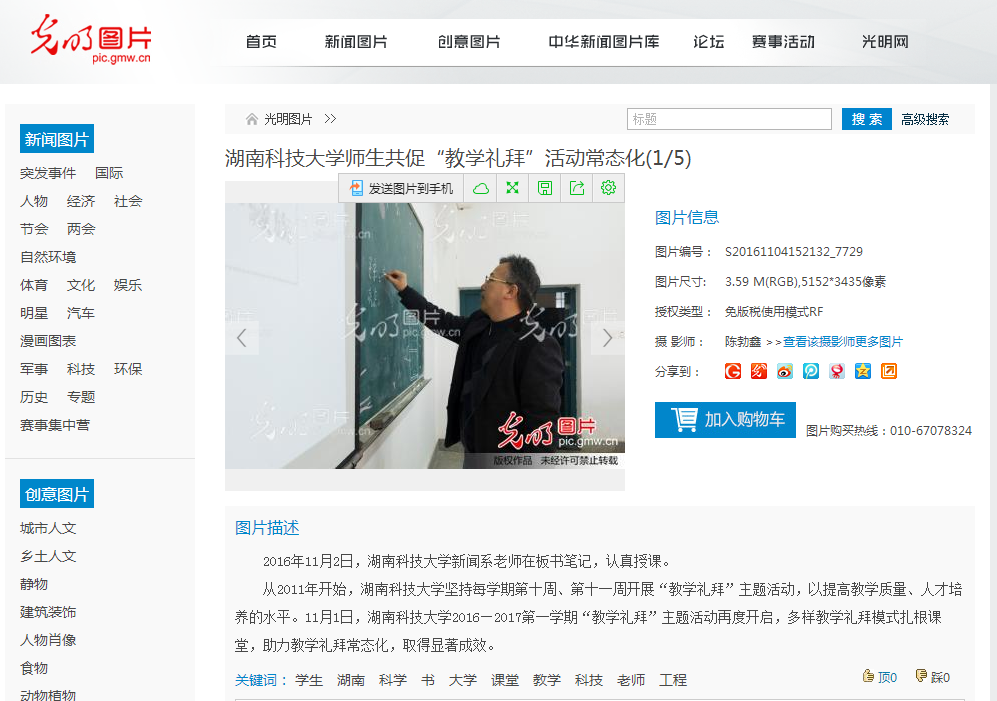 光明图片
pic.gmw.cn
首页 新闻图片 创意图片 中华新闻图片库 论坛 赛事活动 光明网
新闻图片
突发事件 国际
人物 经济 社会
节会 两会
自然环境
体育 文化 娱乐
明星 汽车
漫画图表
军事 科技 环保
历史 专题
赛事集中营
创意图片
城市人文
乡土人文
静物
建筑装饰
人物肖像
食物
动物植物
光明图片 >>
标题 搜 索 高级搜索
湖南科技大学师生共促“教学礼拜”活动常态化(1/5)
发送图片到手机
光明图片
pic.gmw.cn
光明图片
pic.gmw.cn
版权作品 未经许可禁止转载
图片信息
图片编号： S20161104152132_7729
图片尺寸: 3.59 M(RGB),5152*3435像素
授权类型： 免版税使用模式RF
摄 影师： 陈勃鑫 >>查看该摄影师更多图片
分享到：
加入购物车 图片购买热线：010-67078324
图片描述
2016年11月2日，湖南科技大学新闻系老师在板书笔记，认真授课。
从2011年开始，湖南科技大学坚持每学期第十周、第十一周开展“教学礼拜”主题活动，以提高教学质量、人才培
养的水平。11月1日，湖南科技大学2016—2017第一学期“教学礼拜”主题活动再度开启，多样教学礼拜模式扎根课
堂，助力教学礼拜常态化，取得显著成效。
关键词： 学生 湖南 科学 书 大学 课堂 教学 科技 老师 工程 顶0 踩0